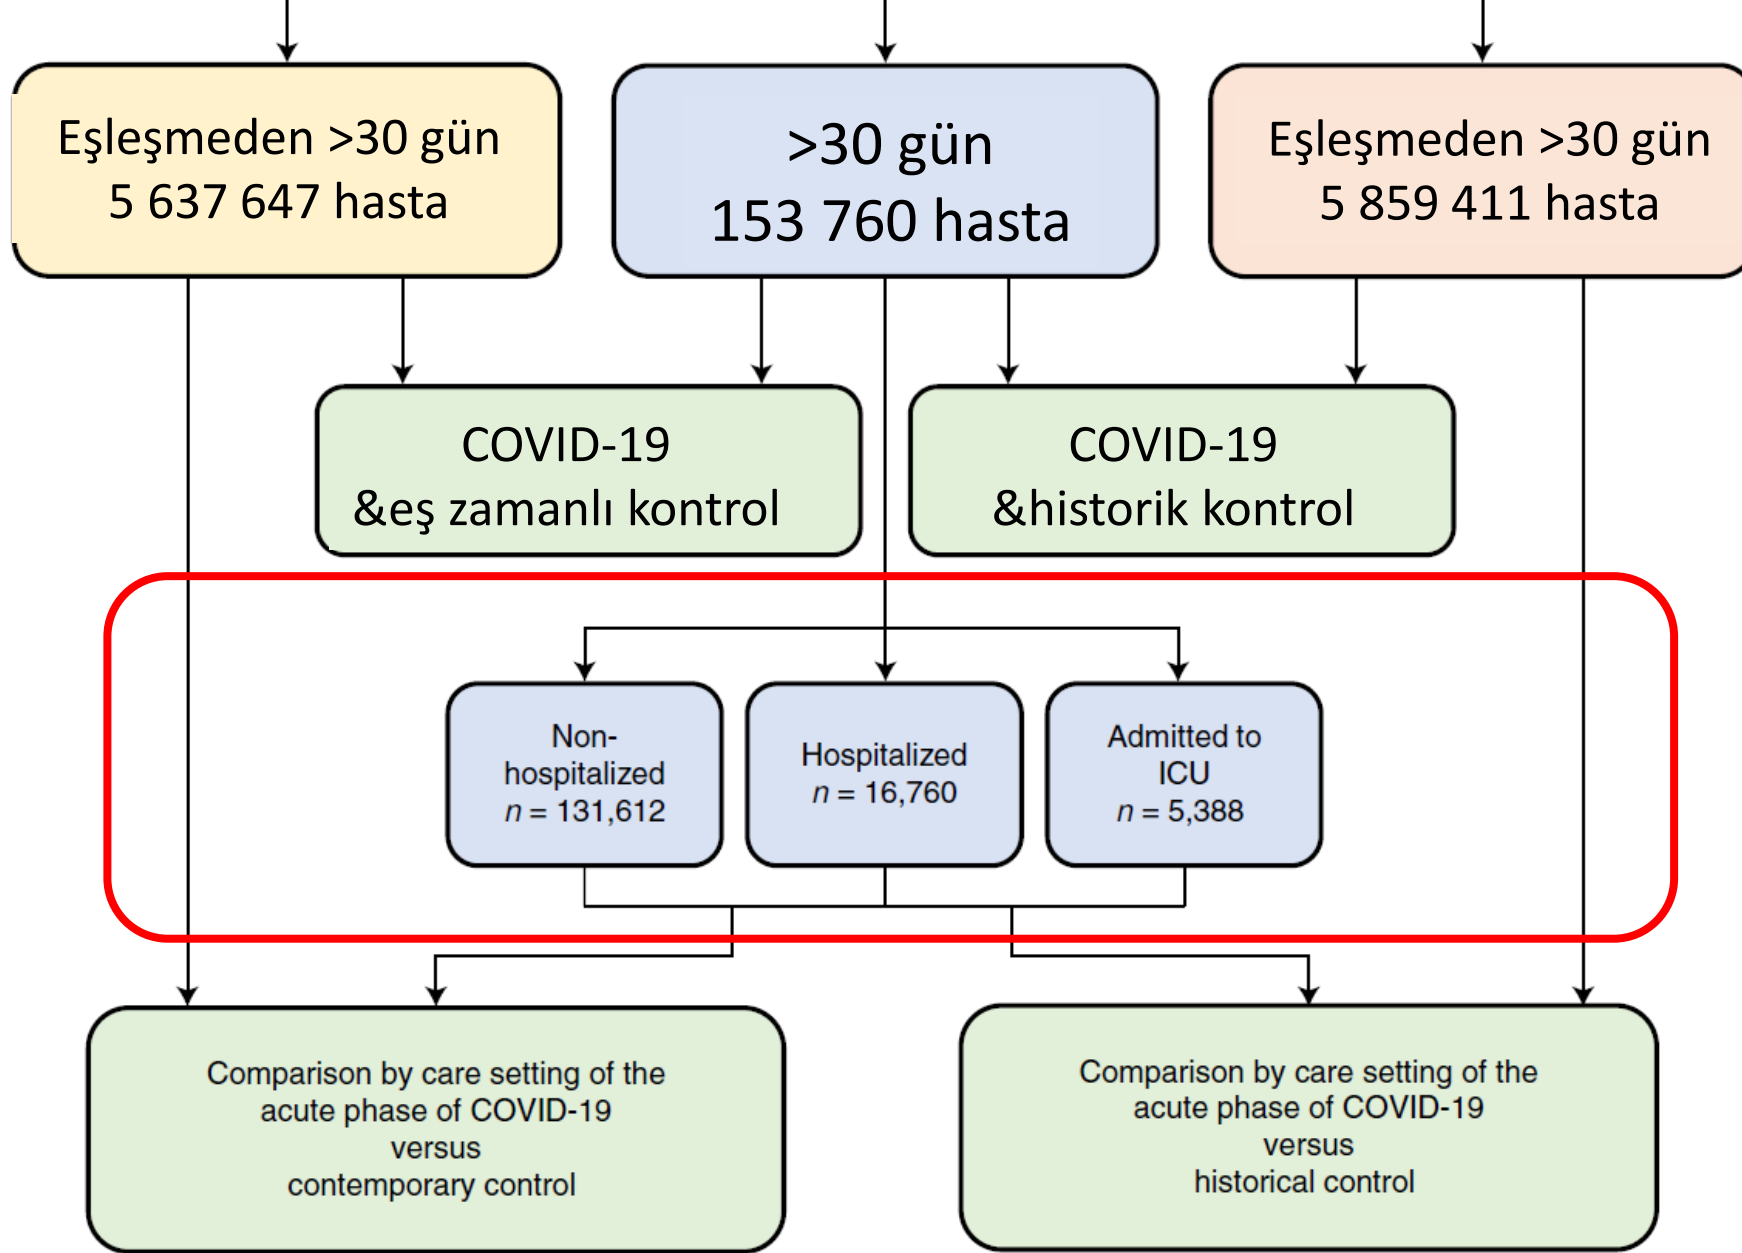 Eşleşmeden >30 gün
5 637 647 hasta
>30 gün
153 760 hasta
Eşleşmeden >30 gün
5 859 411 hasta
COVID-19
&eş zamanlı kontrol
COVID-19
&historik kontrol
Non-
hospitalized
n = 131,612
Hospitalized
n = 16,760
Admitted to
ICU
n = 5,388
Comparison by care setting of the
acute phase of COVID-19
versus
contemporary control
Comparison by care setting of the
acute phase of COVID-19
versus
historical control